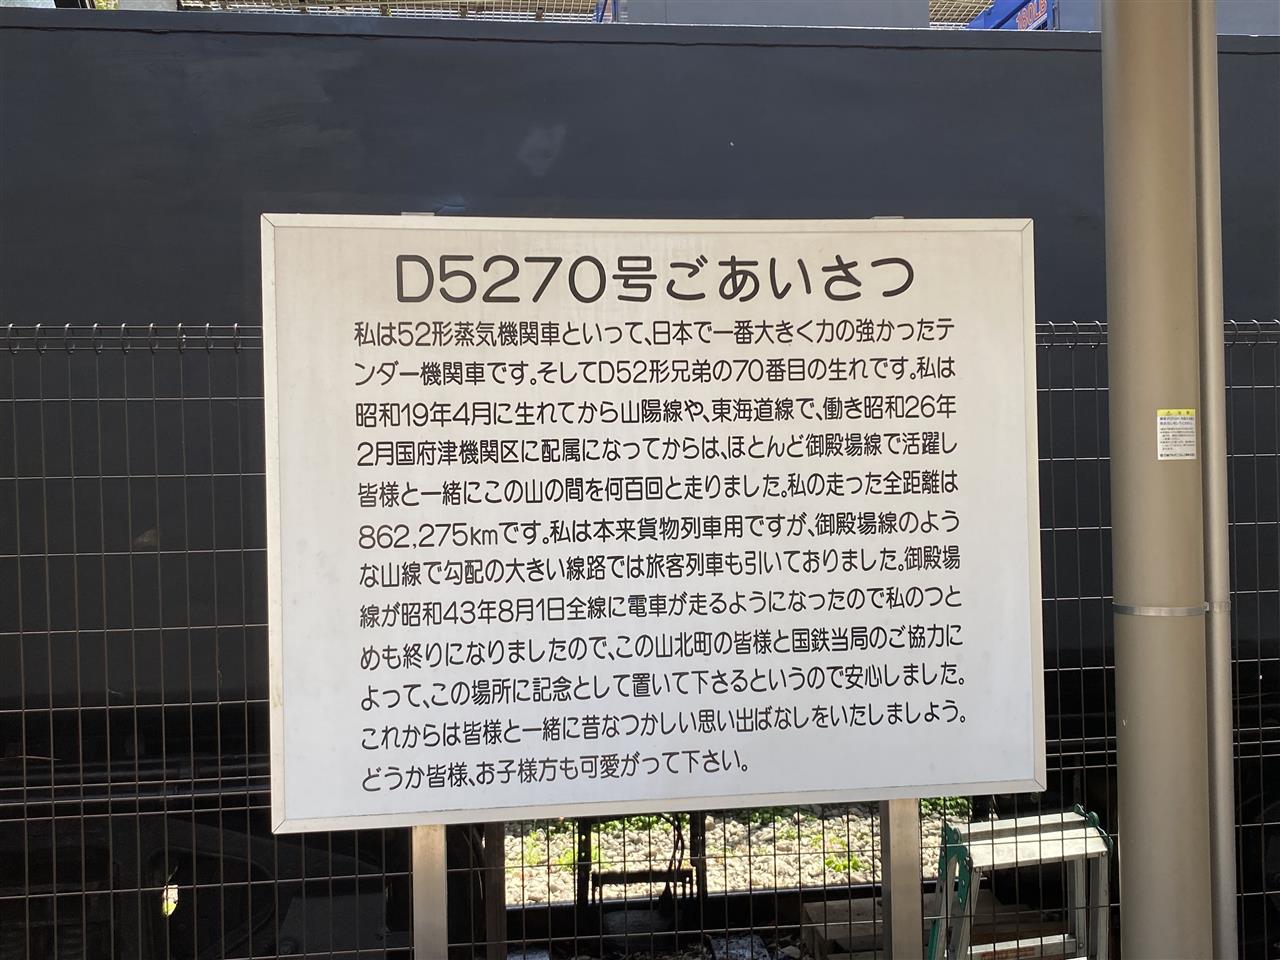 180LB
D5270号ごあいさつ
私は52形蒸気機関車といって、日本で一番大きく力の強かったテ
ンダー機関車です。そしてD52形兄弟の70番目の生れです。私は
昭和19年4月に生れてから山陽線や、東海道線で、働き昭和26年
2月国府津機関区に配属になってからは、ほとんど御殿場線で活躍し
皆様と一緒にこの山の間を何百回と走りました。私の走った全距離は
862,275kmです。私は本来貨物列車用ですが、御殿場線のよう
な山線で勾配の大きい線路では旅客列車も引いておりました。御殿場
線が昭和43年8月1日全線に電車が走るようになったので私のつと
めも終りになりましたので、この山北町の皆様と国鉄当局のご協力に
よって、この場所に記念として置いて下さるというので安心しました。
これからは皆様と一緒に昔なつかしい思い出ばなしをいたしましよう。
どうか皆様、お子様方も可愛がって下さい。